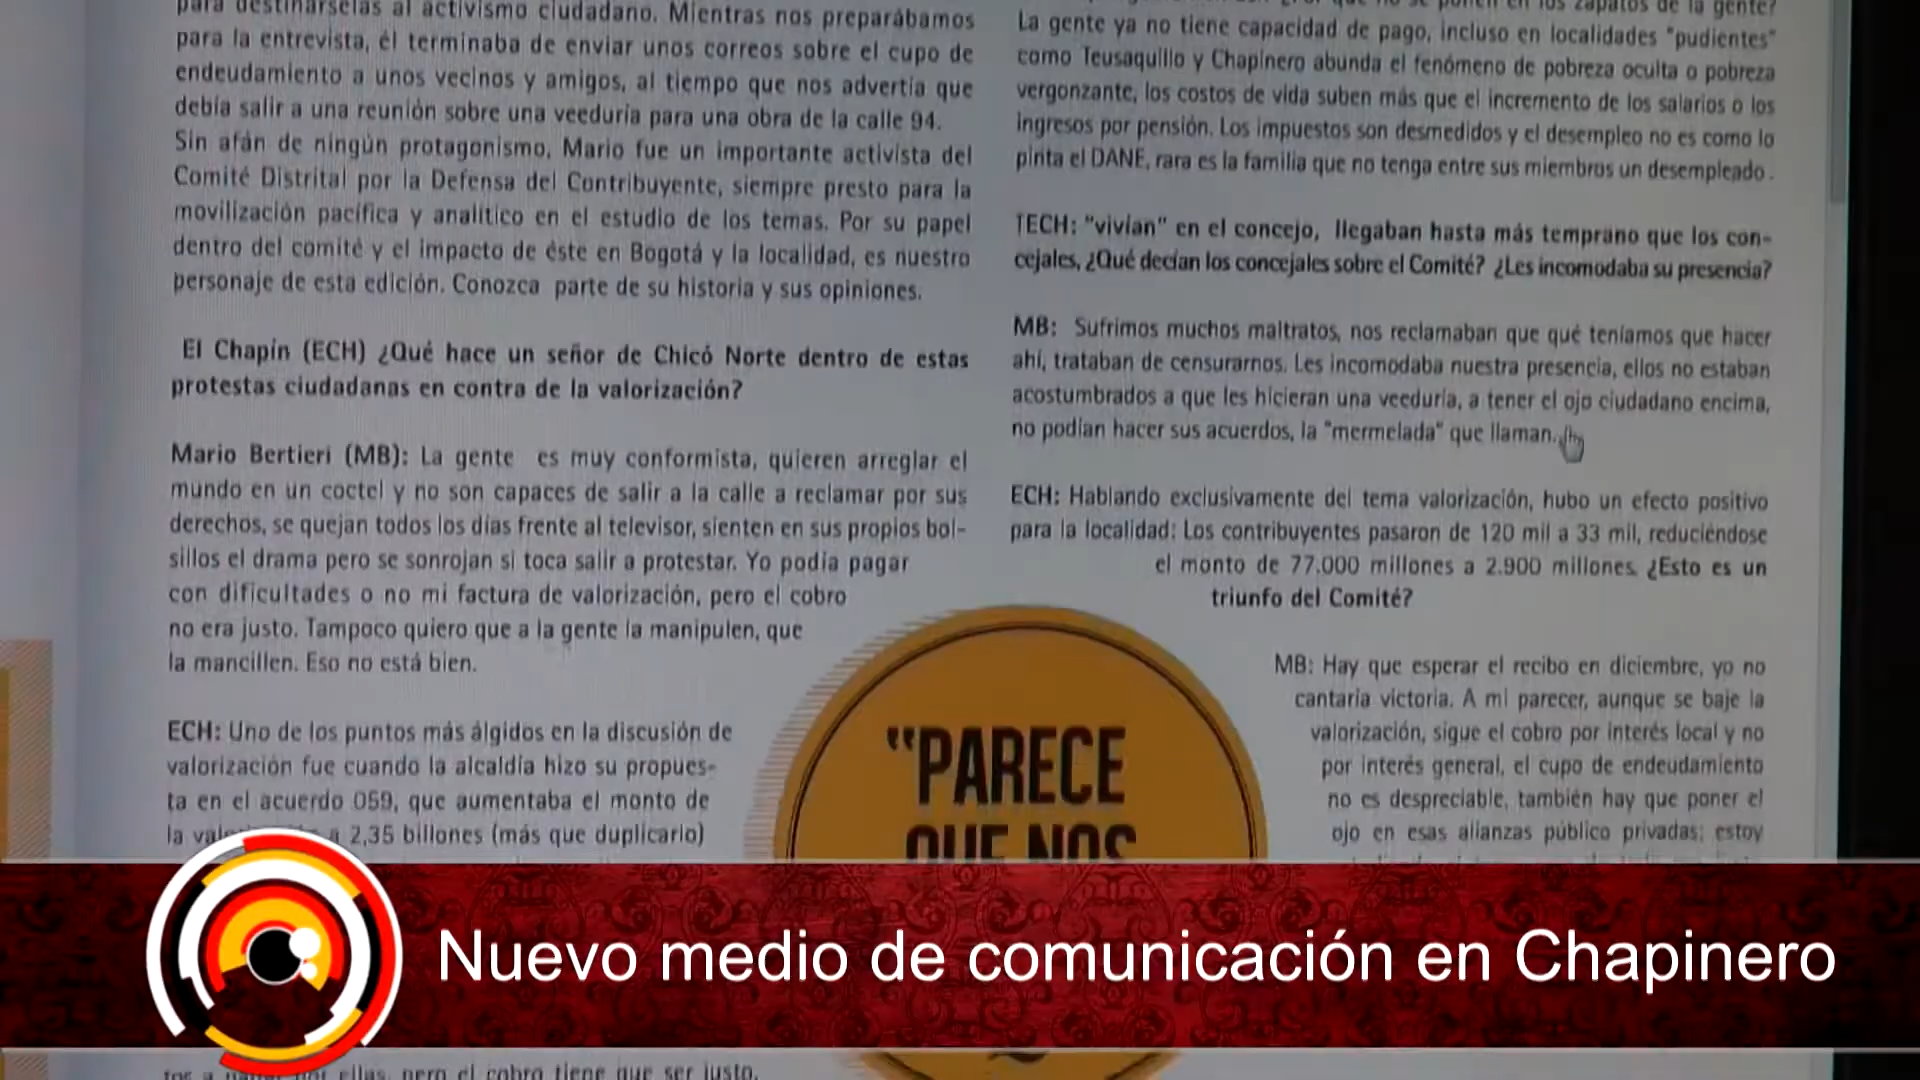 para destinárselas al activismo ciudadano. Mientras nos preparábamos
para la entrevista, él terminaba de enviar unos correos sobre el cupo de
endeudamiento a unos vecinos y amigos, al tiempo que nos advertía que
debía salir a una reunión sobre una veeduría para una obra de la calle 94.
Sin afán de ningún protagonismo, Mario fue un importante activista del
Comité Distrital por la Defensa del Contribuyente, siempre presto para la
movilización pacífica y analítico en el estudio de los temas. Por su papel
dentro del comité y el impacto de éste en Bogotá y la localidad, es nuestro
personaje de esta edición. Conozca parte de su historia y sus opiniones.
El Chapín (ECH) ¿Qué hace un señor de Chicó Norte dentro de estas
protestas ciudadanas en contra de la valorización?
Mario Bertieri (MB): La gente es muy conformista, quieren arreglar el
mundo en un coctel y no son capaces de salir a la calle a reclamar por sus
derechos, se quejan todos los días frente al televisor, sienten en sus propios bol-
sillos el drama pero se sonrojan si toca salir a protestar. Yo podía pagar
con dificultades o no mi factura de valorización, pero el cobro
no era justo. Tampoco quiero que a la gente la manipulen, que
la mancillen. Eso no está bien.
ECH: Uno de los puntos más álgidos en la discusión de
valorización fue cuando la alcaldía hizo su propues-
ta en el acuerdo 059, que aumentaba el monto de
la a 2,35 billones (más que duplicarlo)
ellas, pero el cobro tiene que ser justo.
no se ponen en los zapatos de la gente?
La gente ya no tiene capacidad de pago, incluso en localidades "pudientes"
como Teusaquillo y Chapinero abunda el fenómeno de pobreza oculta o pobreza
vergonzante, los costos de vida suben más que el incremento de los salarios o los
ingresos por pensión. Los impuestos son desmedidos y el desempleo no es como lo
pinta el DANE, rara es la familia que no tenga entre sus miembros un desempleado .
TECH: "vivían" en el concejo, llegaban hasta más temprano que los con-
cejales, ¿Qué decían los concejales sobre el Comité? ¿Les incomodaba su presencia?
MB: Sufrimos muchos maltratos, nos reclamaban que qué teníamos que hacer
ahí, trataban de censurarnos. Les incomodaba nuestra presencia, ellos no estaban
acostumbrados a que les hicieran una veeduría, a tener el ojo ciudadano encima,
no podían hacer sus acuerdos, la "mermelada" que llaman.
ECH: Hablando exclusivamente del tema valorización, hubo un efecto positivo
para la localidad: Los contribuyentes pasaron de 120 mil a 33 mil, reduciéndose
el monto de 77.000 millones a 2.900 millones. ¿Esto es un
triunfo del Comité?
MB: Hay que esperar el recibo en diciembre, yo no
cantaría victoria. A mi parecer, aunque se baje la
valorización, sigue el cobro por interés local y no
por interés general, el cupo de endeudamiento
no es despreciable, también hay que poner el
ojo en esas alianzas público privadas; estoy
"PARECE
QUE NOS
Nuevo medio de comunicación en Chapinero